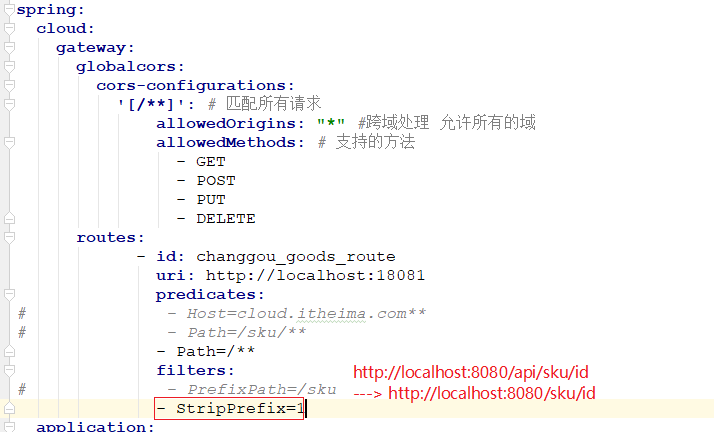 spring:
  cloud:
    gateway:
      globalcors:
        cors-configurations:
          '[/**]': # 匹配所有请求
              allowedOrigins: "*" #跨域处理 允许所有的域
              allowedMethods: # 支持的方法
                - GET
                - POST
                - PUT
                - DELETE
      routes:
            - id: changgou_goods_route
              uri: http://localhost:18081
              predicates:
#               - Host=cloud.itheima.com**
#               - Path=/sku/**
              - Path=/**
              filters: http://localhost:8080/api/sku/id
#               - PrefixPath=/sku ---> http://localhost:8080/sku/id
              - StripPrefix=1
  application: